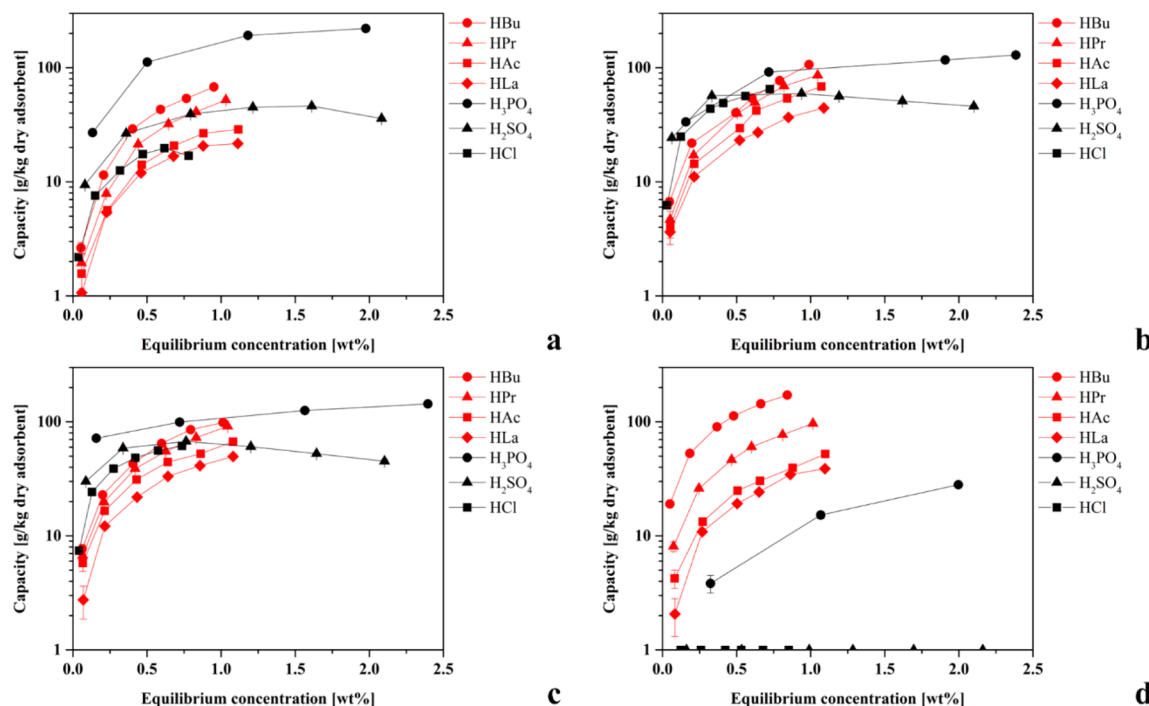 Capacity [g/kg dry adsorbent]
100
10
1
0.0 0.5 1.0 1.5 2.0 2.5
Equilibrium concentration [wt%]
HBu
HPr
HAc
HLa
H₃PO₄
H₂SO₄
HCl
a
Capacity [g/kg dry adsorbent]
100
10
1
0.0 0.5 1.0 1.5 2.0 2.5
Equilibrium concentration [wt%]
HBu
HPr
HAc
HLa
H₃PO₄
H₂SO₄
HCl
b
Capacity [g/kg dry adsorbent]
100
10
1
0.0 0.5 1.0 1.5 2.0 2.5
Equilibrium concentration [wt%]
HBu
HPr
HAc
HLa
H₃PO₄
H₂SO₄
HCl
c
Capacity [g/kg dry adsorbent]
100
10
1
0.0 0.5 1.0 1.5 2.0 2.5
Equilibrium concentration [wt%]
HBu
HPr
HAc
HLa
H₃PO₄
H₂SO₄
HCl
d